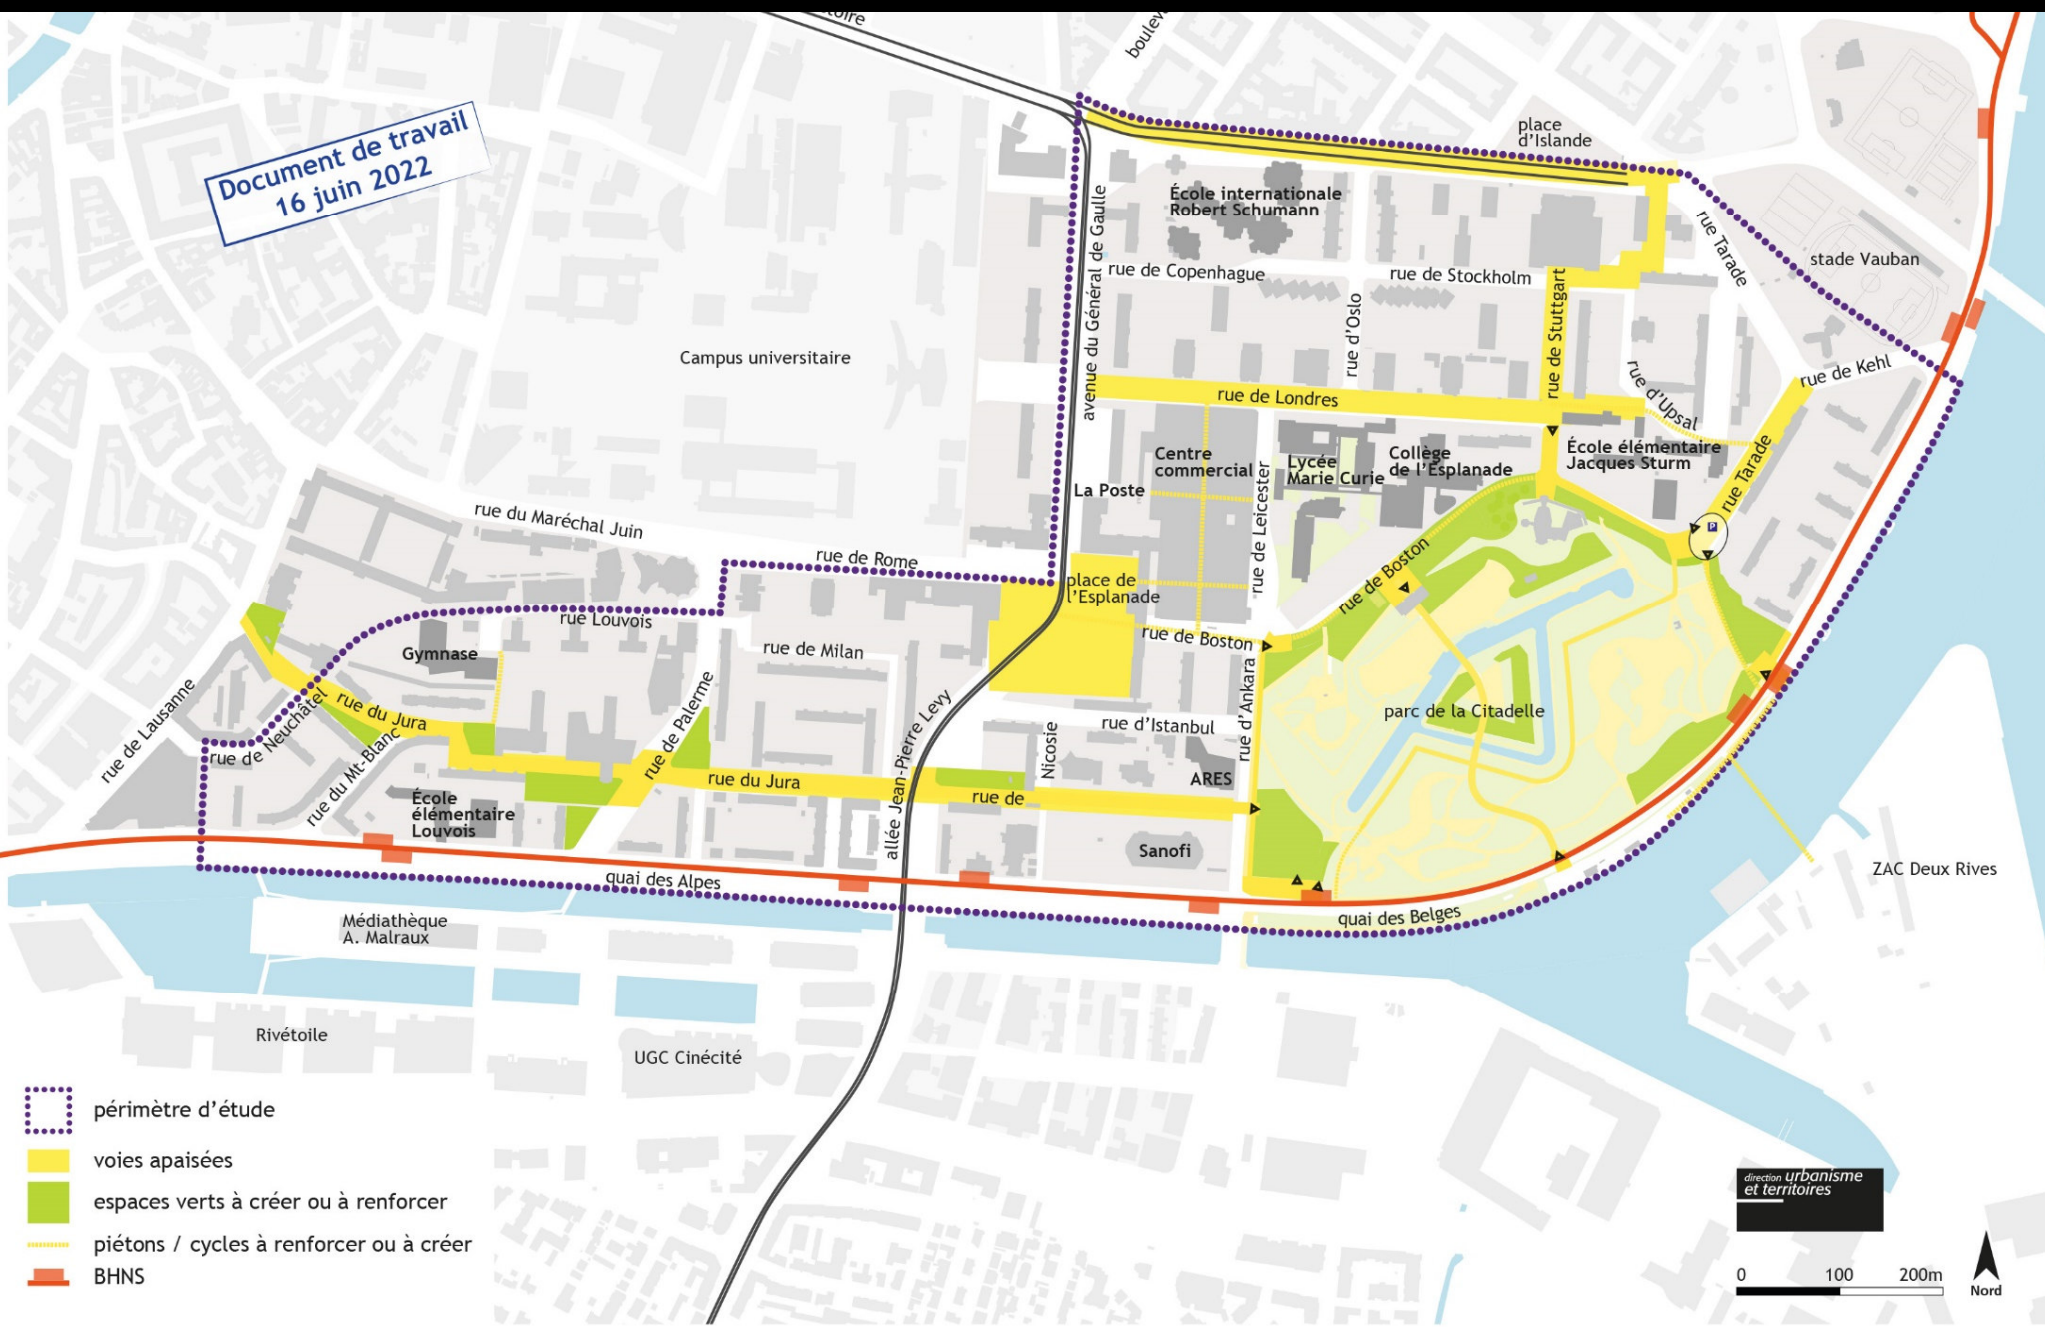 toire
boulev
Document de travail
16 juin 2022
place
d'Islande
École internationale
Robert Schumann
avenue du Général de Gaulle
rue Tarade
stade Vauban
rue de Copenhague
rue de Stockholm
rue d'Oslo
rue de Stuttgart
Campus universitaire
rue de Kehl
rue d'Upsal
rue de Londres
Centre
commercial
Lycée
Marie Curie
Collège
de l'Esplanade
École élémentaire
Jacques Sturm
rue Tarade
La Poste
rue de Leicester
P
rue du Maréchal Juin
rue de Rome
place de
l'Esplanade
rue de Boston
rue Louvois
rue de Boston
Gymnase
rue de Milan
rue d'Ankara
rue de Lausanne
rue de Neuchâtel
rue du Jura
rue de Palerme
allée Jean-Pierre Levy
rue d'Istanbul
parc de la Citadelle
rue du Mt-Blanc
Nicosie
rue du Jura
ARES
rue de
École
élémentaire
Louvois
Sanofi
ZAC Deux Rives
quai des Alpes
quai des Belges
Médiathèque
A. Malraux
Rivétoile
UGC Cinécité
périmètre d'étude
voies apaisées
espaces verts à créer ou à renforcer
piétons / cycles à renforcer ou à créer
BHNS
direction urbanisme
et territoires
0 100 200m
Nord